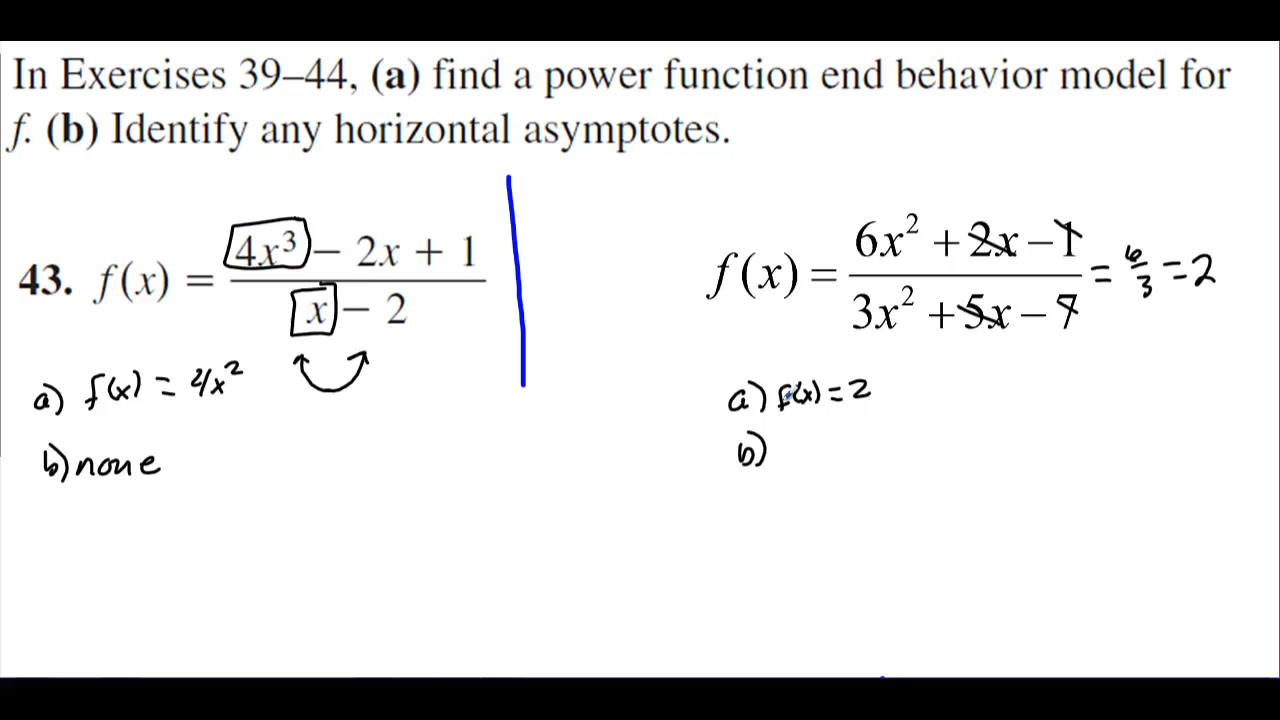 In Exercises 39–44, (a) find a power function end behavior model for
f. (b) Identify any horizontal asymptotes.
43. f(x) = (4x³ − 2x + 1)/(x − 2)
a) f(x) = 4x²
b) none
f(x) = (6x² + 2x − 1)/(3x² + 5x − 7) = 6/3 = 2
a) f(x) = 2
b)